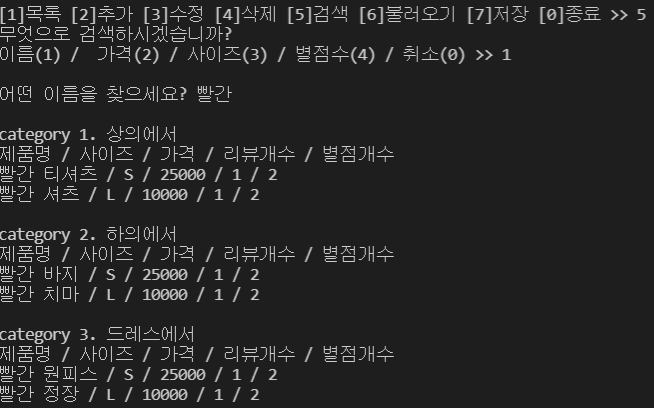 [1]목록 [2]추가 [3]수정 [4]삭제 [5]검색 [6]불러오기 [7]저장 [0]종료 >> 5
무엇으로 검색하시겠습니까?
이름(1) /  가격(2) / 사이즈(3) / 별점수(4) / 취소(0) >> 1
어떤 이름을 찾으세요? 빨간
category 1. 상의에서
제품명 / 사이즈 / 가격 / 리뷰개수 / 별점개수
빨간 티셔츠 / S / 25000 / 1 / 2
빨간 셔츠 / L / 10000 / 1 / 2
category 2. 하의에서
제품명 / 사이즈 / 가격 / 리뷰개수 / 별점개수
빨간 바지 / S / 25000 / 1 / 2
빨간 치마 / L / 10000 / 1 / 2
category 3. 드레스에서
제품명 / 사이즈 / 가격 / 리뷰개수 / 별점개수
빨간 원피스 / S / 25000 / 1 / 2
빨간 정장 / L / 10000 / 1 / 2